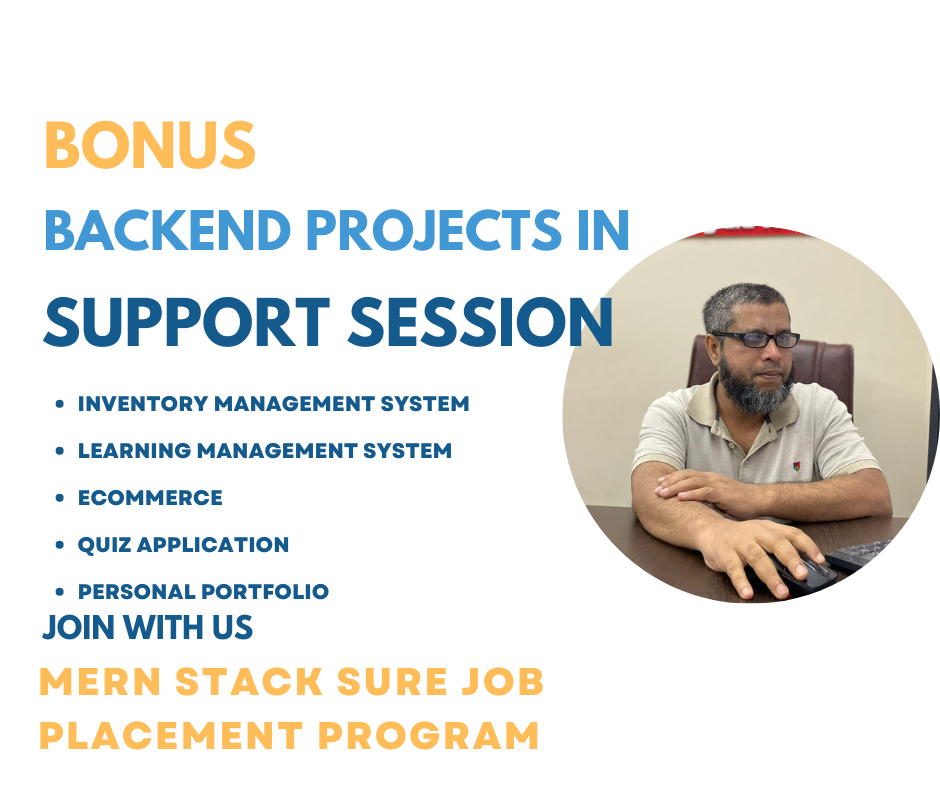 BONUS
BACKEND PROJECTS IN
SUPPORT SESSION
• INVENTORY MANAGEMENT SYSTEM
• LEARNING MANAGEMENT SYSTEM
• ECOMMERCE
• QUIZ APPLICATION
• PERSONAL PORTFOLIO
JOIN WITH US
MERN STACK SURE JOB
PLACEMENT PROGRAM